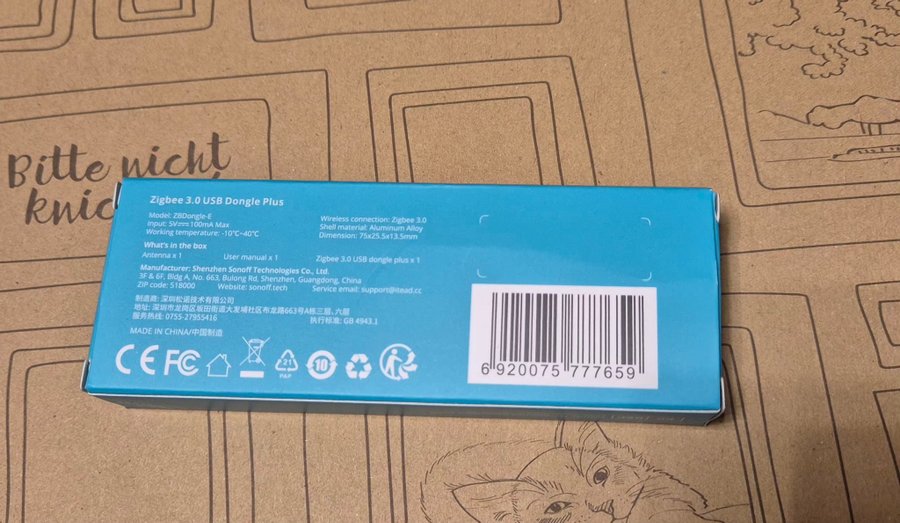 Bitte nicht
Zigbee 3.0 USB Dongle Plus
Model: ZBDongle-E
Input: 5V⎓100mA Max
Working temperature: -10℃~40℃
Wireless connection: Zigbee 3.0
Shell material: Aluminum Alloy
Dimension: 75x25.5x13.5mm
What's in the box
Antenna x 1 User manual x 1 Zigbee 3.0 USB dongle plus x 1
Manufacturer: Shenzhen Sonoff Technologies Co., Ltd.
3F & 6F, Bldg A, No. 663, Bulong Rd, Shenzhen, Guangdong, China
ZIP code: 518000 Website: sonoff.tech Service email: support@itead.cc
制造商: 深圳松诺技术有限公司
地址: 深圳市龙岗区坂田街道大发埔社区布龙路663号A栋三层, 六层
服务热线: 0755-27955416 执行标准: GB 4943.1
MADE IN CHINA/中国制造
CE FC 21 10
PAP
6 920075 777659